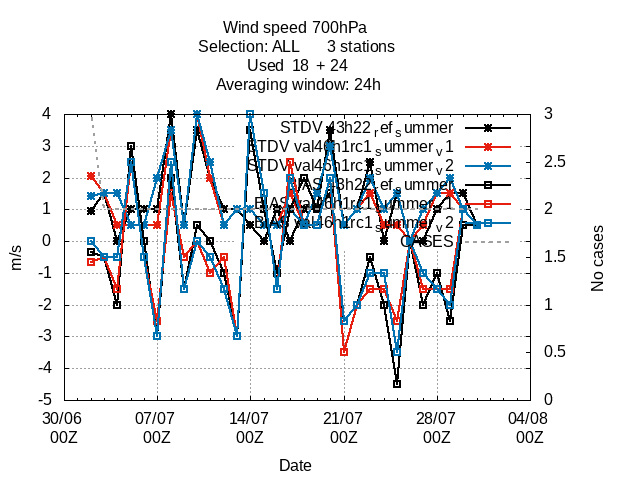 Wind speed 700hPa
Selection: ALL 3 stations
Used 18 + 24
Averaging window: 24h
STDV 43h22_ref_summer
STDV val46h1rc1_summer_v1
STDV val46h1rc1_summer_v2
BIAS 43h22_ref_summer
BIAS val46h1rc1_summer_v1
BIAS val46h1rc1_summer_v2
CASES
4
3
2
1
0
-1
-2
-3
-4
-5
m/s
3
2.5
2
1.5
1
0.5
0
No cases
30/06 07/07 14/07 21/07 28/07 04/08
00Z 00Z 00Z 00Z 00Z 00Z
Date